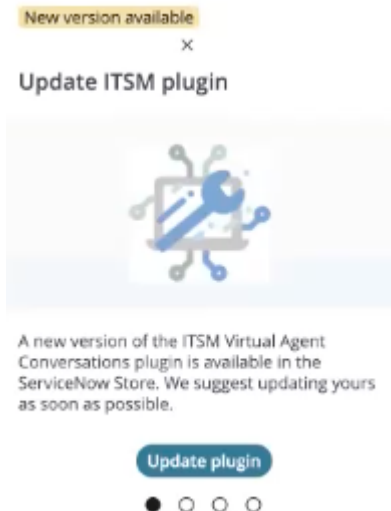 New version available
×
Update ITSM plugin
A new version of the ITSM Virtual Agent
Conversations plugin is available in the
ServiceNow Store. We suggest updating yours
as soon as possible.
Update plugin